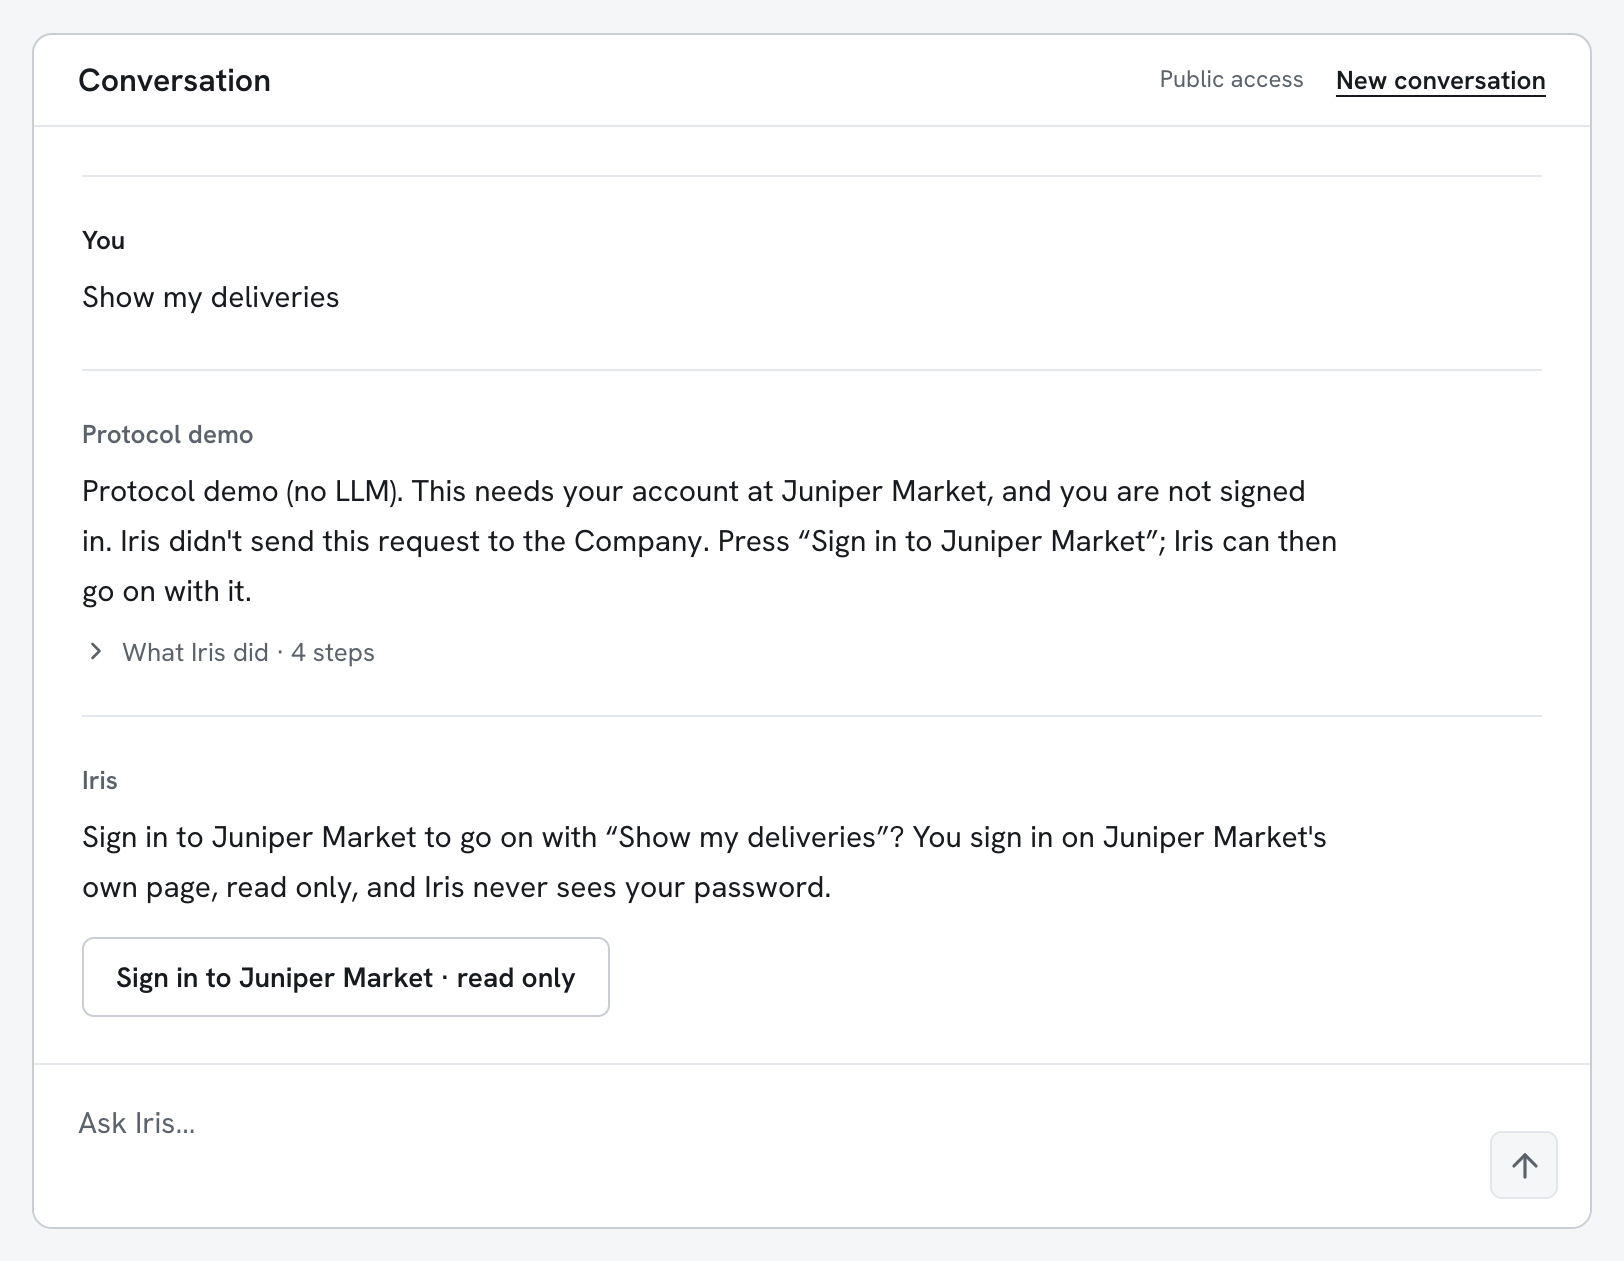 Conversation
Public access
New conversation
You
Show my deliveries
Protocol demo
Protocol demo (no LLM). This needs your account at Juniper Market, and you are not signed
in. Iris didn't send this request to the Company. Press “Sign in to Juniper Market”; Iris can then
go on with it.
What Iris did · 4 steps
Iris
Sign in to Juniper Market to go on with “Show my deliveries”? You sign in on Juniper Market's
own page, read only, and Iris never sees your password.
Sign in to Juniper Market · read only
Ask Iris...